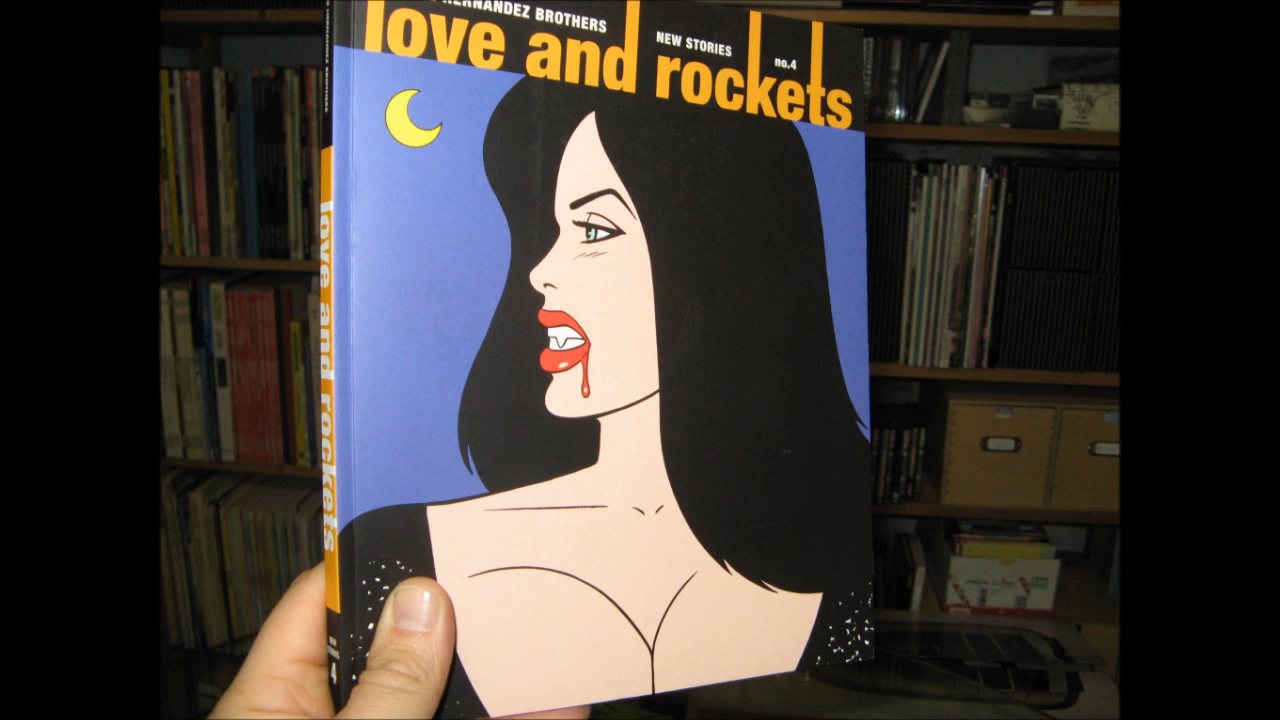 HERNANDEZ BROTHERS
love and rockets
NEW STORIES
no.4
love and rockets